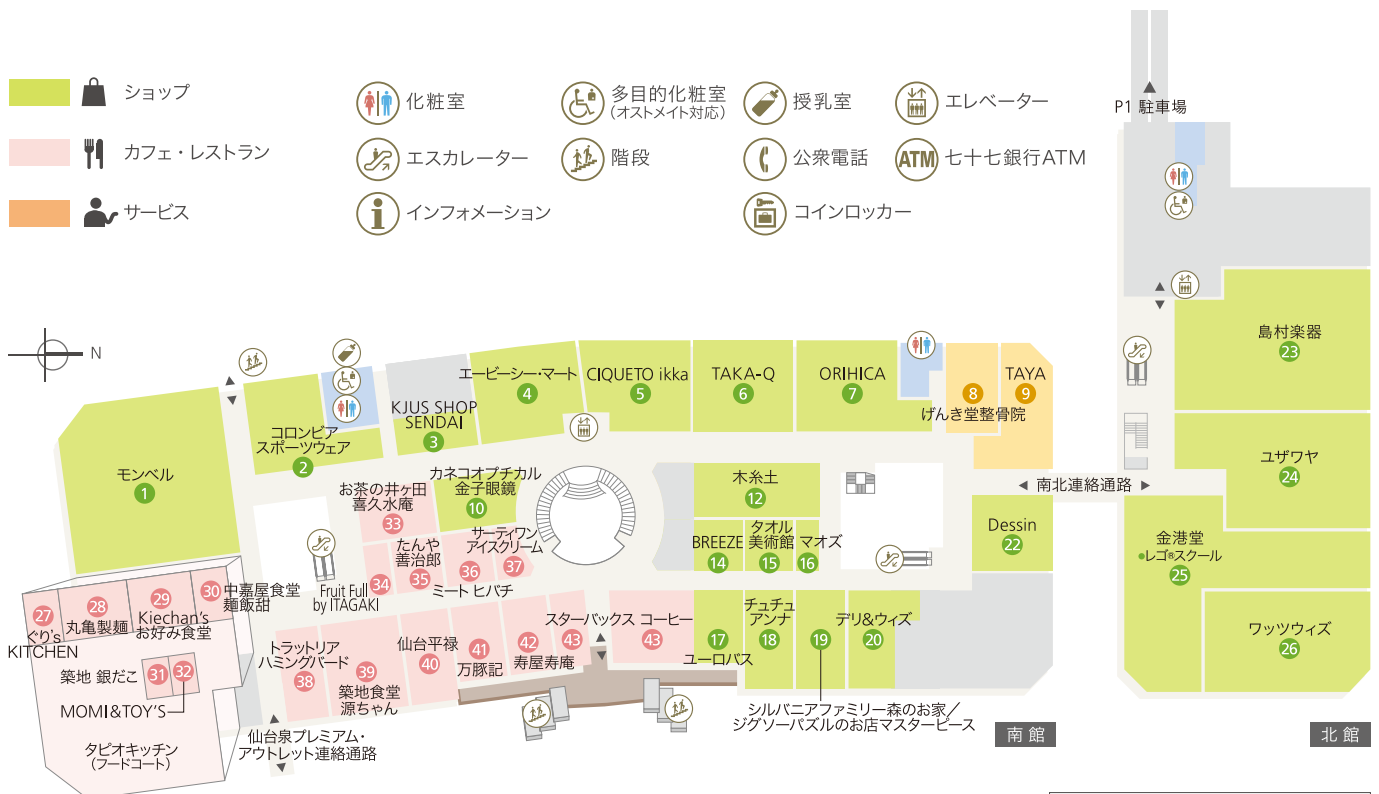 ショップ
カフェ・レストラン
サービス
化粧室
エスカレーター
インフォメーション
多目的化粧室
(オストメイト対応)
階段
授乳室
公衆電話
コインロッカー
エレベーター
ATM 七十七銀行ATM
P1 駐車場
N
モンベル
1
コロンビア
スポーツウェア
2
KJUS SHOP
SENDAI
3
エービーシー・マート
4
CIQUETO ikka
5
TAKA-Q
6
ORIHICA
7
8
げんき堂整骨院
TAYA
9
カネコオプチカル
金子眼鏡
10
お茶の井ヶ田
喜久水庵
33
たんや
善治郎
35
34
Fruit Full
by ITAGAKI
36
ミート ヒバチ
サーティワン
アイスクリーム
37
木糸土
12
BREEZE
14
タオル
美術館
15
マオズ
16
Dessin
22
南北連絡通路
島村楽器
23
ユザワヤ
24
金港堂
レゴ®スクール
25
ワッツウィズ
26
27
ぐり's
KITCHEN
28
丸亀製麺
29
Kiechan's
お好み食堂
30
中嘉屋食堂
麺飯甜
築地 銀だこ
31
32
MOMI&TOY'S
タピオキッチン
(フードコート)
トラットリア
ハミングバード
38
39
築地食堂
源ちゃん
仙台平禄
40
41
万豚記
42
寿屋寿庵
43
スターバックス コーヒー
43
17
ユーロパス
チュチュ
アンナ
18
19
デリ&ウィズ
20
シルバニアファミリー森のお家/
ジグソーパズルのお店マスターピース
仙台泉プレミアム・
アウトレット連絡通路
南館
北館